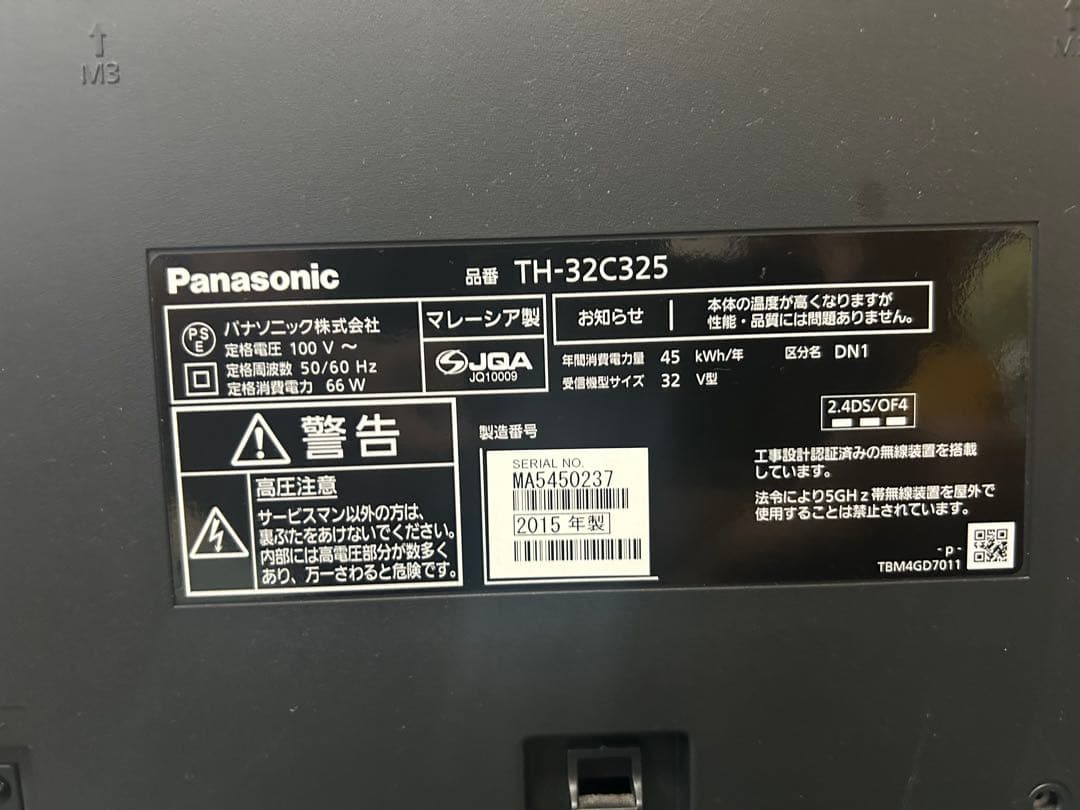 M3
Panasonic
品番 TH-32C325
PS
E
パナソニック株式会社
定格電圧 100 V ～
定格周波数 50/60 Hz
定格消費電力 66 W
マレーシア製
JQA
JQ10009
お知らせ
本体の温度が高くなりますが
性能・品質には問題ありません。
年間消費電力量 45 kWh/年 区分名 DN1
受信機型サイズ 32 V型
2.4DS/OF4
警告
高圧注意
サービスマン以外の方は、
裏ぶたをあけないでください。
内部には高電圧部分が数多く
あり、万一さわると危険です。
製造番号
SERIAL NO.
MA5450237
2015 年製
工事設計認証済みの無線装置を搭載
しています。
法令により5GHz帯無線装置を屋外で
使用することは禁止されています。
- p -
TBM4GD7011